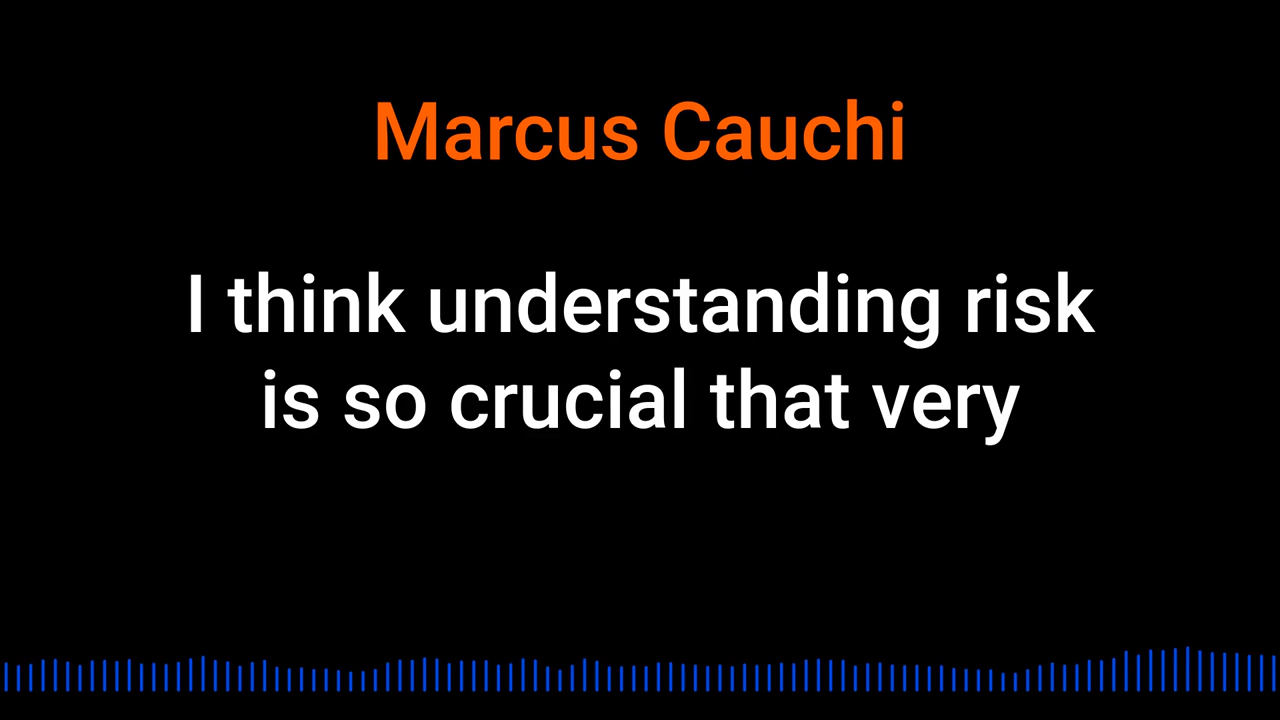 Marcus Cauchi
I think understanding risk
is so crucial that very